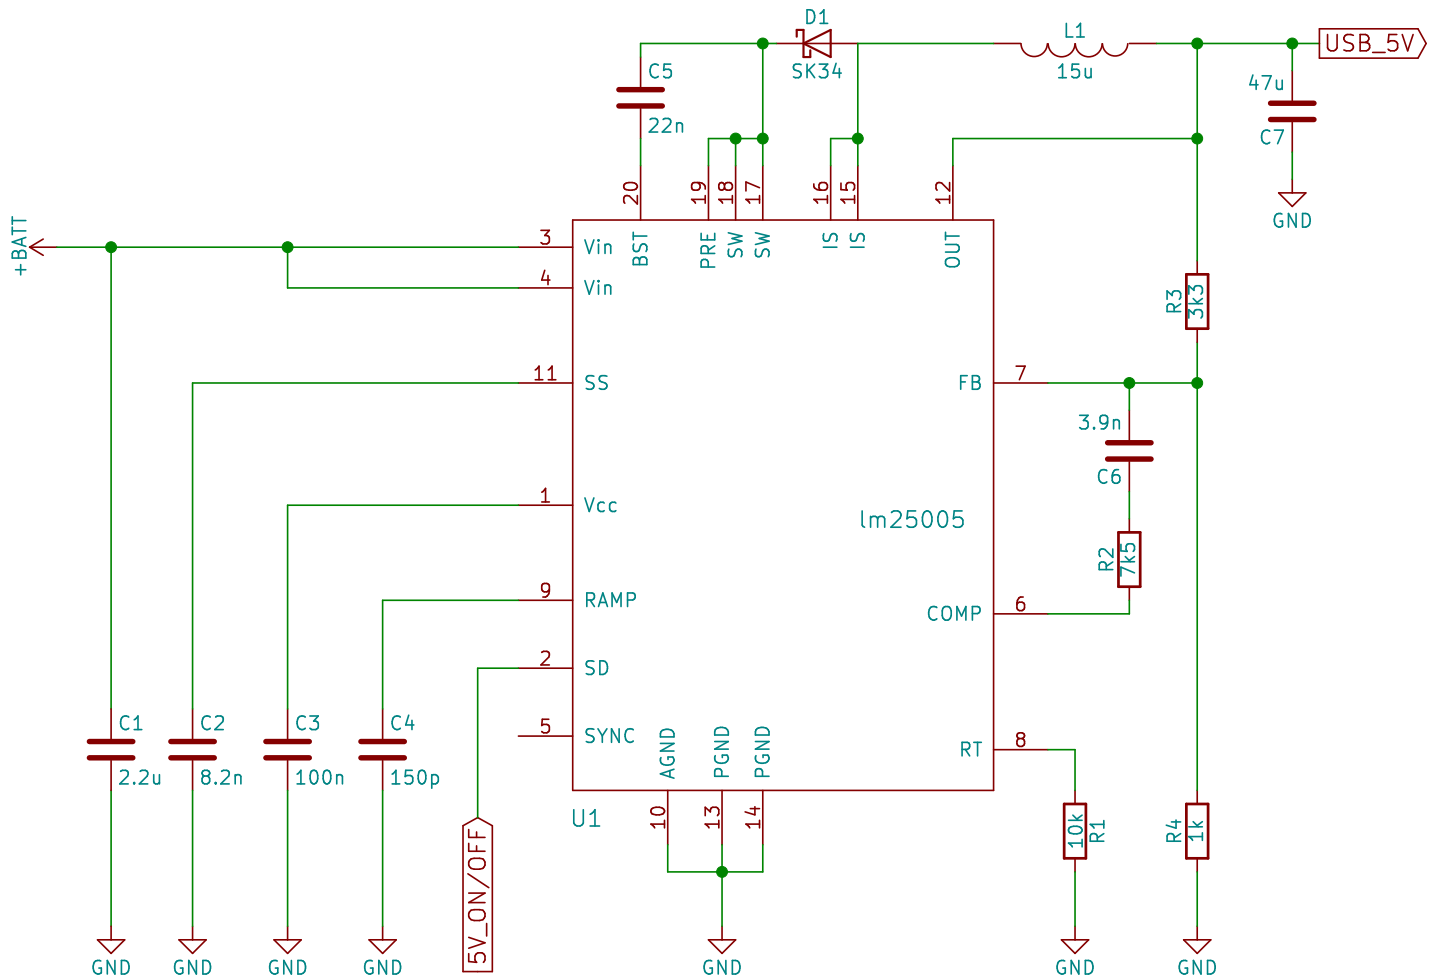 D1
SK34
L1
15u
USB_5V
C5
22n
47u
C7
GND
20
19
18
17
16
15
12
+BATT
3
Vin
4
Vin
BST
PRE
SW
SW
IS
IS
OUT
R3
3k3
11
SS
FB
7
3.9n
C6
1
Vcc
lm25005
R2
7k5
9
RAMP
COMP
6
2
SD
5
SYNC
AGND
PGND
PGND
RT
8
C1
2.2u
C2
8.2n
C3
100n
C4
150p
U1
10
13
14
10k
R1
R4
1k
5V_ON/OFF
GND
GND
GND
GND
GND
GND
GND